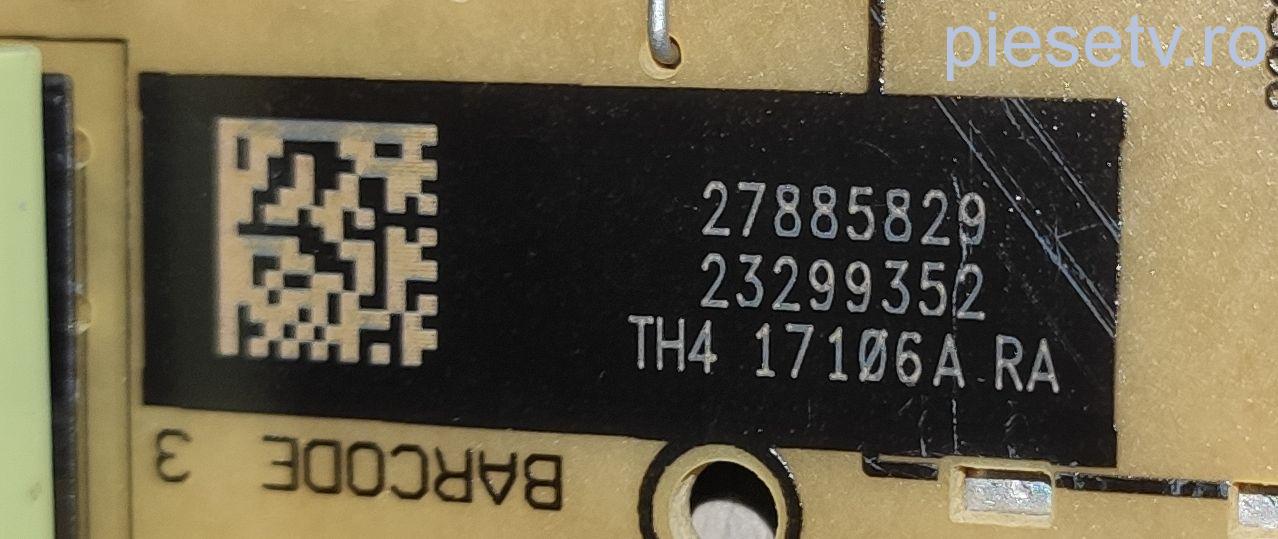 piesetv.ro
27885829
23299352
TH4 17106A RA
BARCODE 3